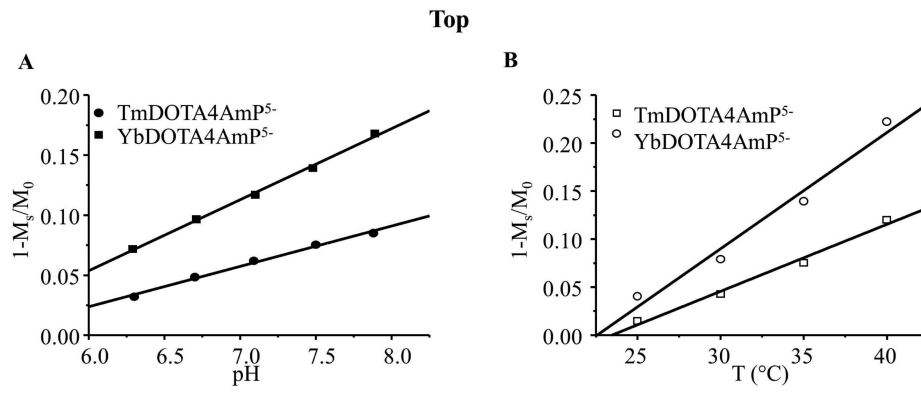 Top
A
0.20
0.15
0.10
0.05
0.00
1-Mₛ/M₀
TmDOTA4AmP⁵⁻
YbDOTA4AmP⁵⁻
6.0 6.5 7.0 7.5 8.0
pH
B
0.25
0.20
0.15
0.10
0.05
0.00
1-Mₛ/M₀
TmDOTA4AmP⁵⁻
YbDOTA4AmP⁵⁻
25 30 35 40
T (°C)